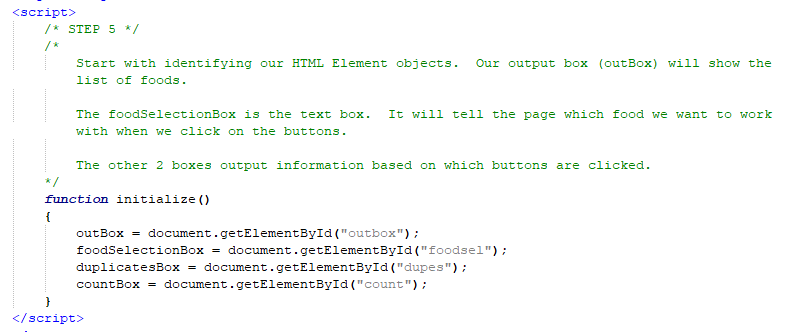 <script>
/* STEP 5 */
/*
Start with identifying our HTML Element objects.  Our output box (outBox) will show the
list of foods.
The foodSelectionBox is the text box.  It will tell the page which food we want to work
with when we click on the buttons.
The other 2 boxes output information based on which buttons are clicked.
*/
function initialize()
{
outBox = document.getElementById("outbox");
foodSelectionBox = document.getElementById("foodsel");
duplicatesBox = document.getElementById("dupes");
countBox = document.getElementById("count");
}
</script>